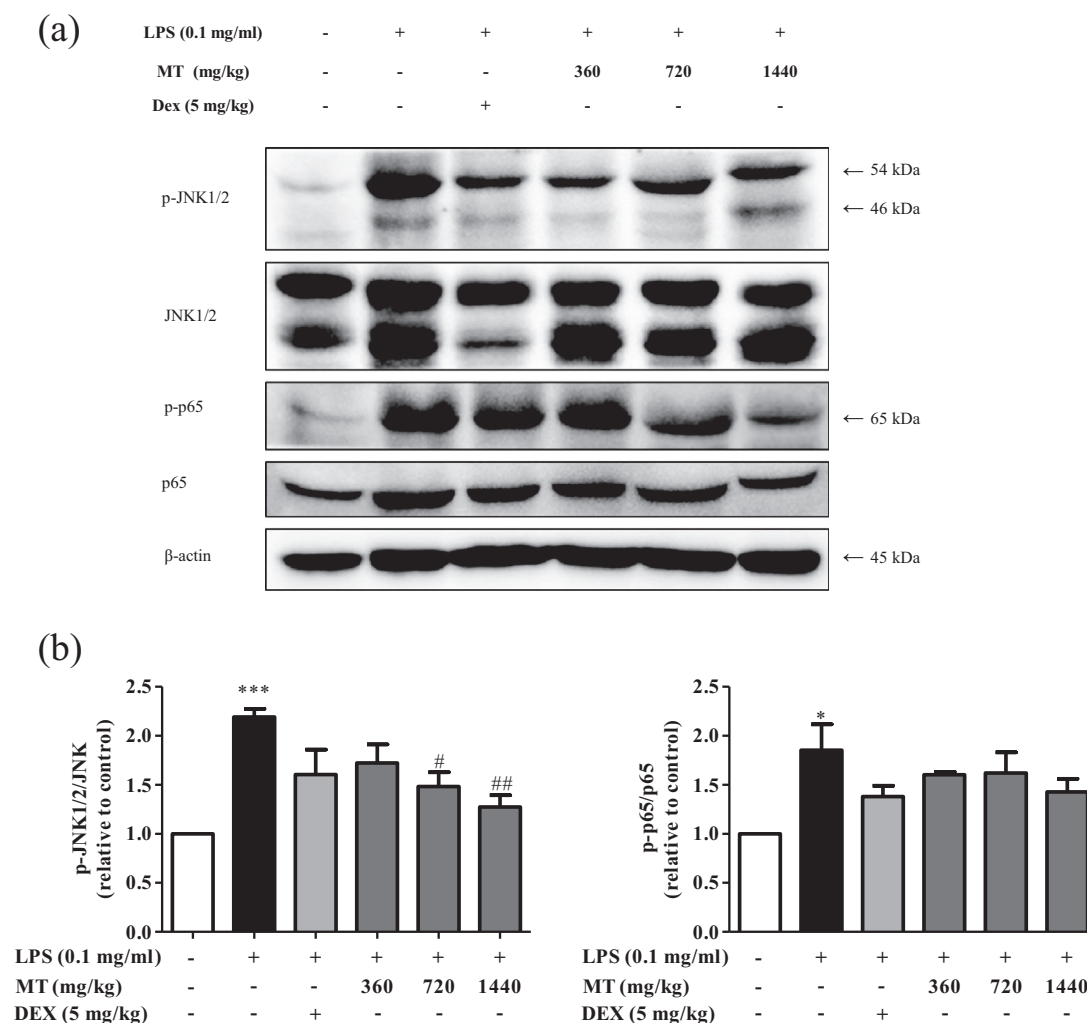 (a)
LPS (0.1 mg/ml) - + + + + +
MT (mg/kg) - - - 360 720 1440
Dex (5 mg/kg) - - + - - -
p-JNK1/2
← 54 kDa
← 46 kDa
JNK1/2
p-p65
← 65 kDa
p65
β-actin
← 45 kDa
(b)
p-JNK1/2/JNK
(relative to control)
2.5
2.0
1.5
1.0
0.5
0.0
***
#
##
LPS (0.1 mg/ml) - + + + + +
MT (mg/kg) - - - 360 720 1440
DEX (5 mg/kg) - - + - - -
p-p65/p65
(relative to control)
2.5
2.0
1.5
1.0
0.5
0.0
*
LPS (0.1 mg/ml) - + + + + +
MT (mg/kg) - - - 360 720 1440
DEX (5 mg/kg) - - + - - -